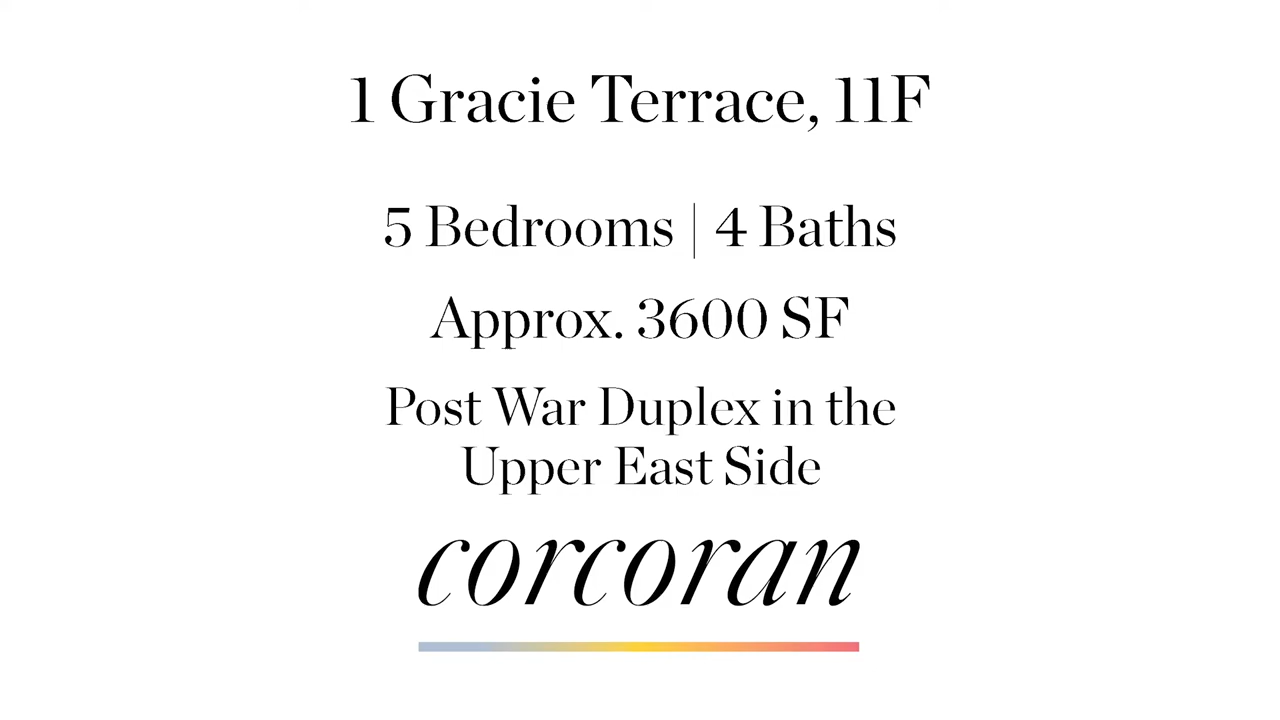 1 Gracie Terrace, 11F
5 Bedrooms | 4 Baths
Approx. 3600 SF
Post War Duplex in the
Upper East Side
corcoran